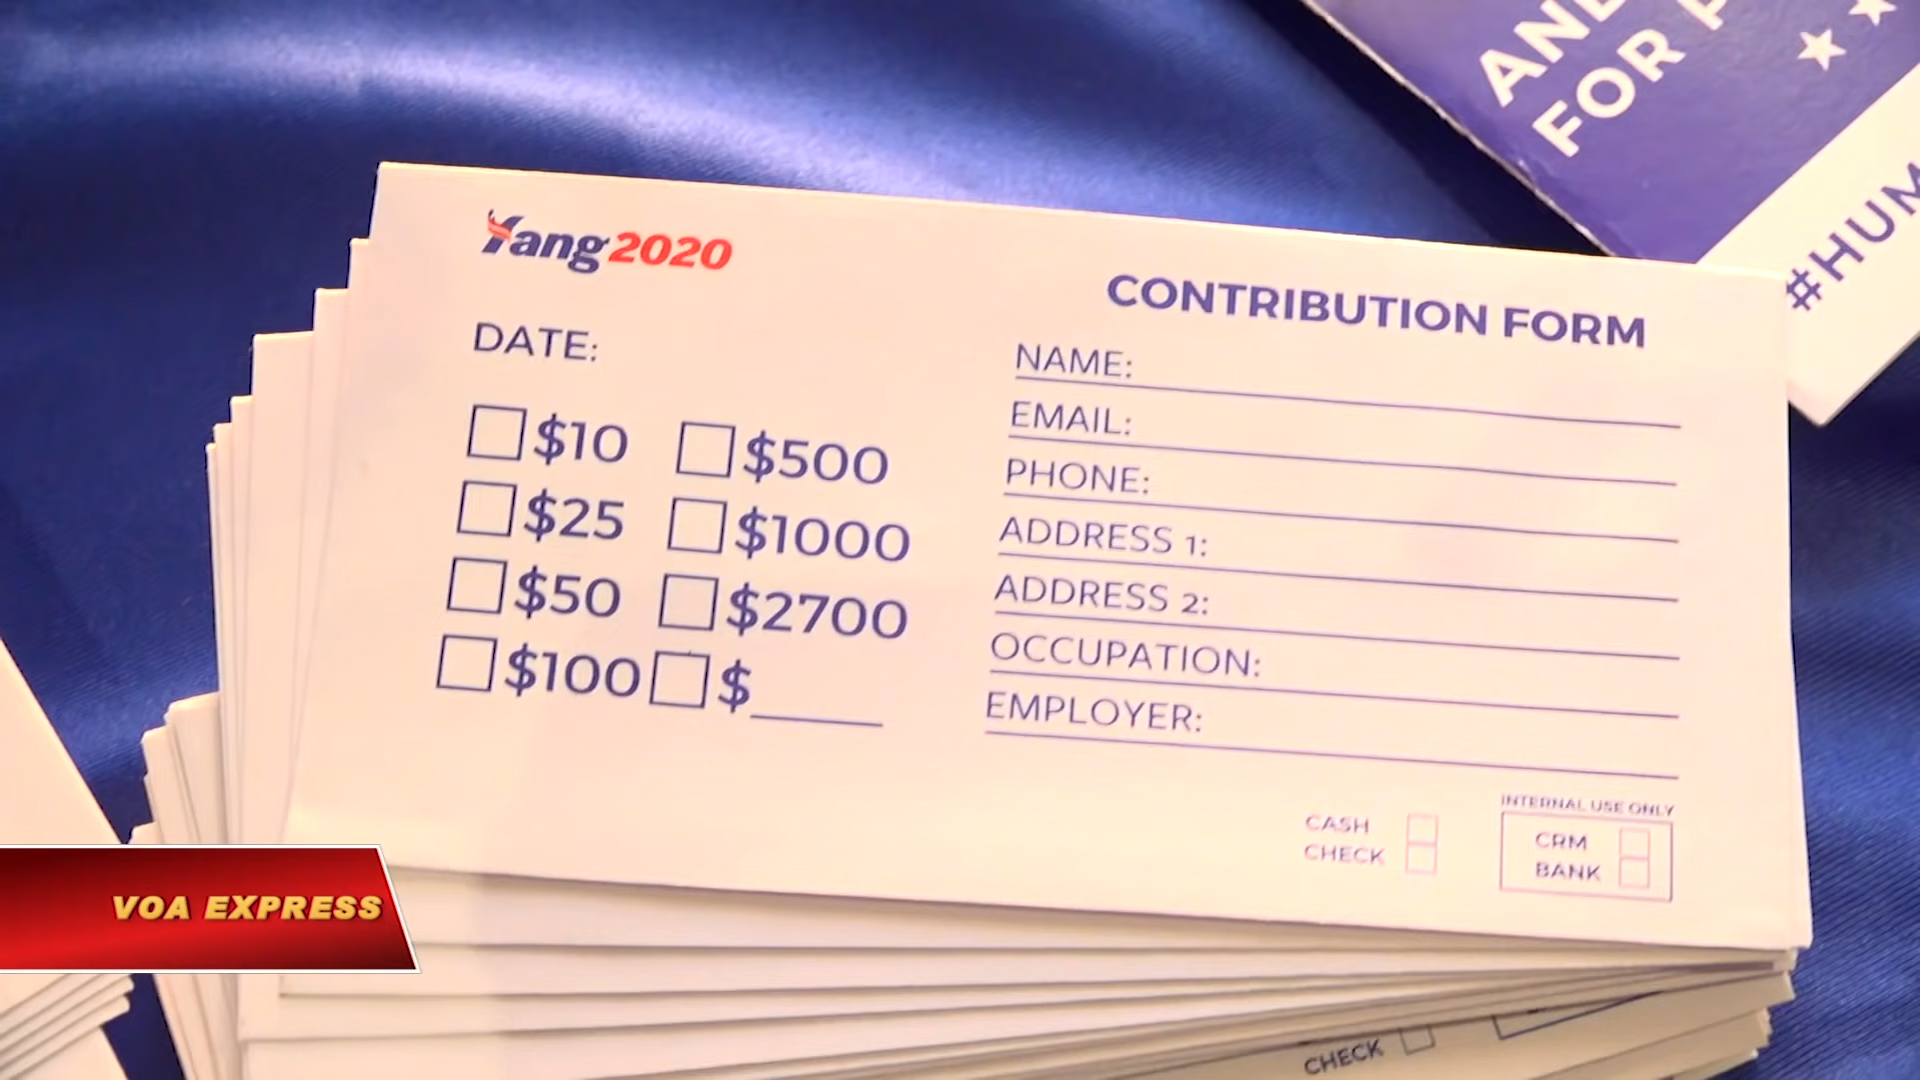 FOR
#HUM
Yang2020
CONTRIBUTION FORM
DATE:
NAME:
EMAIL:
PHONE:
ADDRESS 1:
ADDRESS 2:
OCCUPATION:
EMPLOYER:
$10 $500
$25 $1000
$50 $2700
$100 $
INTERNAL USE ONLY
CASH
CHECK
CRM
BANK
VOA EXPRESS
CHECK